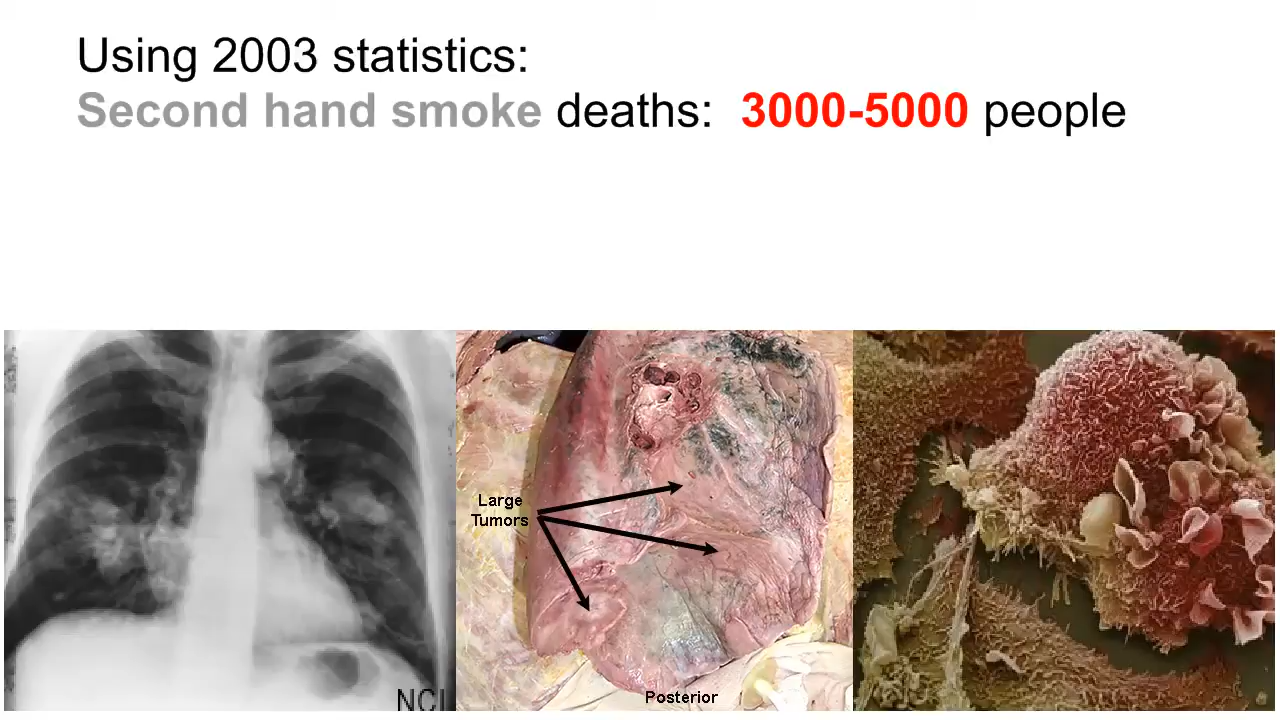 Using 2003 statistics:
Second hand smoke deaths: 3000-5000 people
Large
Tumors
Posterior
NCI